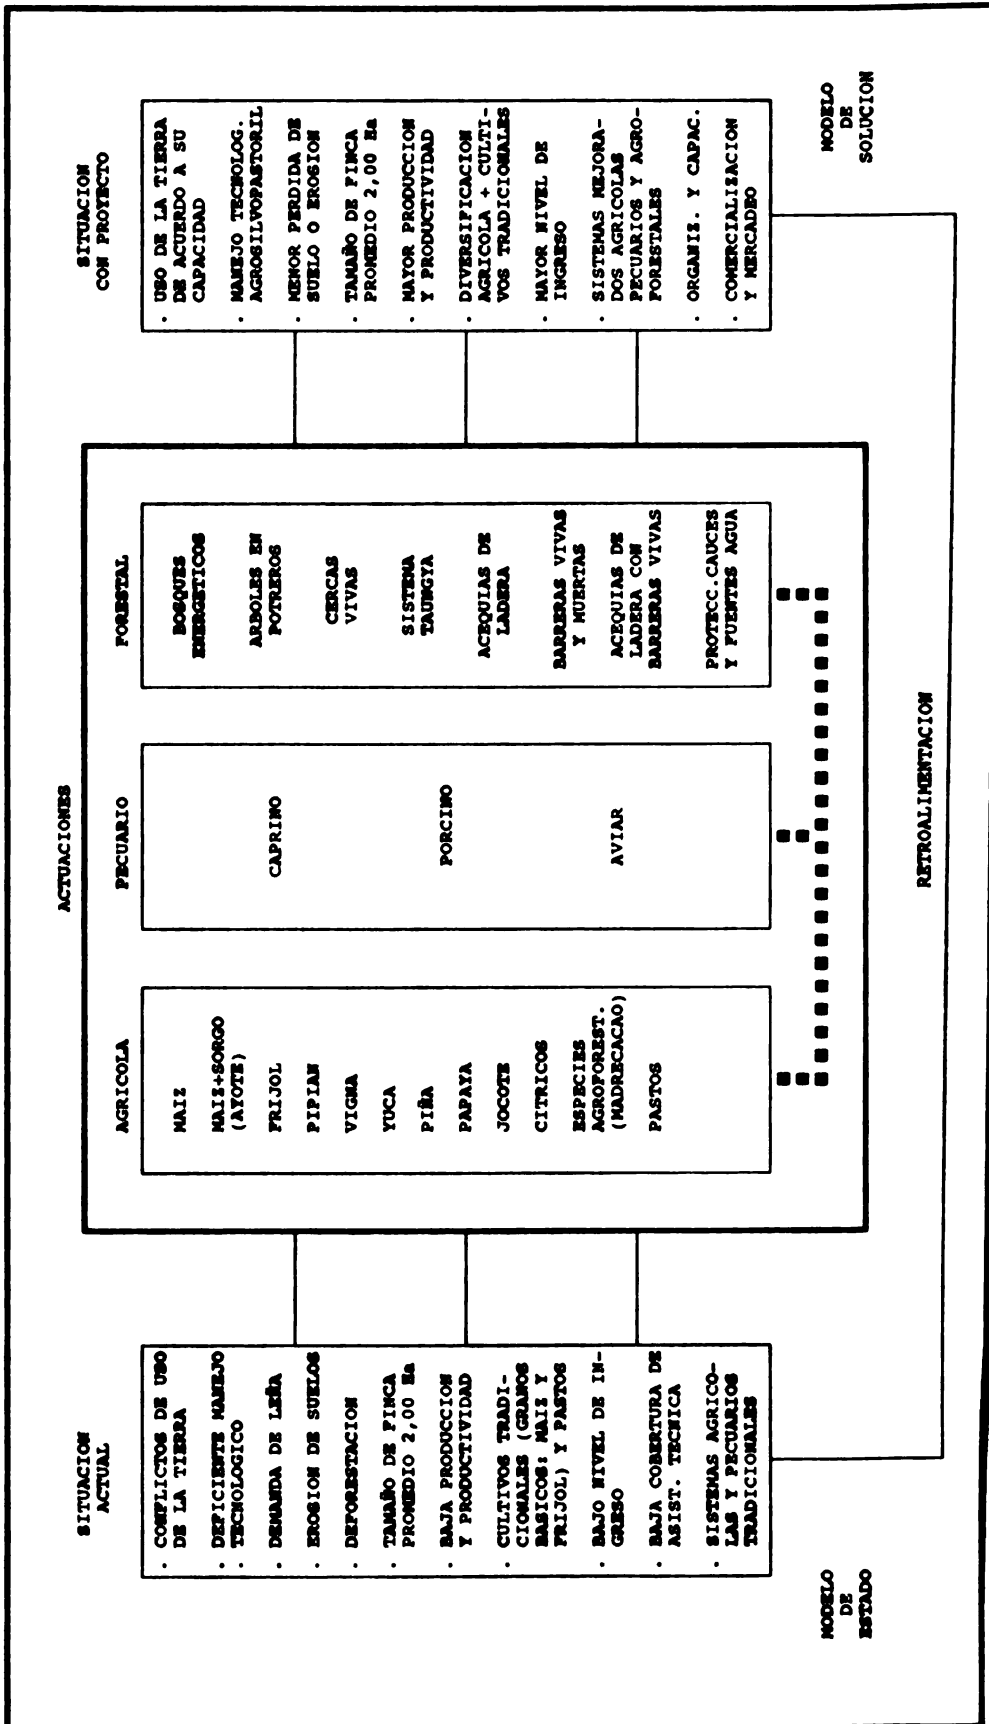 SITUACION
ACTUAL
. CONFLICTOS DE USO
DE LA TIERRA
. DEFICIENTE MANEJO
. TECNOLOGICO
. DEMANDA DE LEÑA
. EROSION DE SUELOS
. DEFORESTACION
. TAMAÑO DE FINCA
PROMEDIO 2,00 Ha
. BAJA PRODUCCION
Y PRODUCTIVIDAD
. CULTIVOS TRADI-
CIONALES (GRANOS
BASICOS: MAIZ Y
FRIJOL) Y PASTOS
. BAJO NIVEL DE IN-
GRESO
. BAJA COBERTURA DE
ASIST. TECNICA
. SISTEMAS AGRICO-
LAS Y PECUARIOS
TRADICIONALES
MODELO
DE
ESTADO
ACTUACIONES
AGRICOLA
MAIZ
MAIZ+SORGO
(AYOTE)
FRIJOL
PIPIAN
VIGNA
YUCA
PIÑA
PAPAYA
JOCOTE
CITRICOS
ESPECIES
AGROFOREST.
(MADRECACAO)
PASTOS
PECUARIO
CAPRINO
PORCINO
AVIAR
FORESTAL
BOSQUES
ENERGETICOS
ARBOLES EN
POTREROS
CERCAS
VIVAS
SISTEMA
TAUNGYA
ACEQUIAS DE
LADERA
BARRERAS VIVAS
Y MUERTAS
ACEQUIAS DE
LADERA CON
BARRERAS VIVAS
PROTECC.CAUCES
Y FUENTES AGUA
SITUACION
CON PROYECTO
. USO DE LA TIERRA
DE ACUERDO A SU
CAPACIDAD
. MANEJO TECNOLOG.
AGROSILVOPASTORIL
. MENOR PERDIDA DE
SUELO O EROSION
. TAMAÑO DE FINCA
PROMEDIO 2,00 Ha
. MAYOR PRODUCCION
Y PRODUCTIVIDAD
. DIVERSIFICACION
AGRICOLA + CULTI-
VOS TRADICIONALES
. MAYOR NIVEL DE
INGRESO
. SISTEMAS MEJORA-
DOS AGRICOLAS
PECUARIOS Y AGRO-
FORESTALES
. ORGANIZ. Y CAPAC.
. COMERCIALIZACION
Y MERCADEO
MODELO
DE
SOLUCION
RETROALIMENTACION